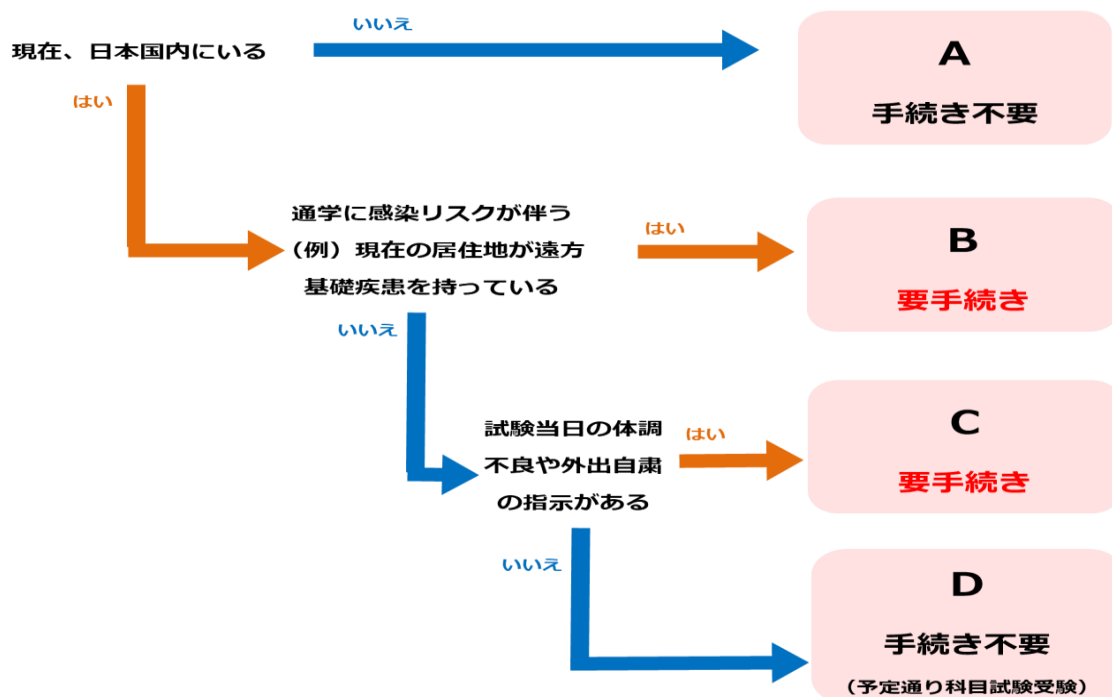 いいえ
現在、日本国内にいる
A
手続き不要
はい
通学に感染リスクが伴う
（例）現在の居住地が遠方
基礎疾患を持っている
はい
B
要手続き
いいえ
試験当日の体調
不良や外出自粛
の指示がある
はい
C
要手続き
いいえ
D
手続き不要
（予定通り科目試験受験）